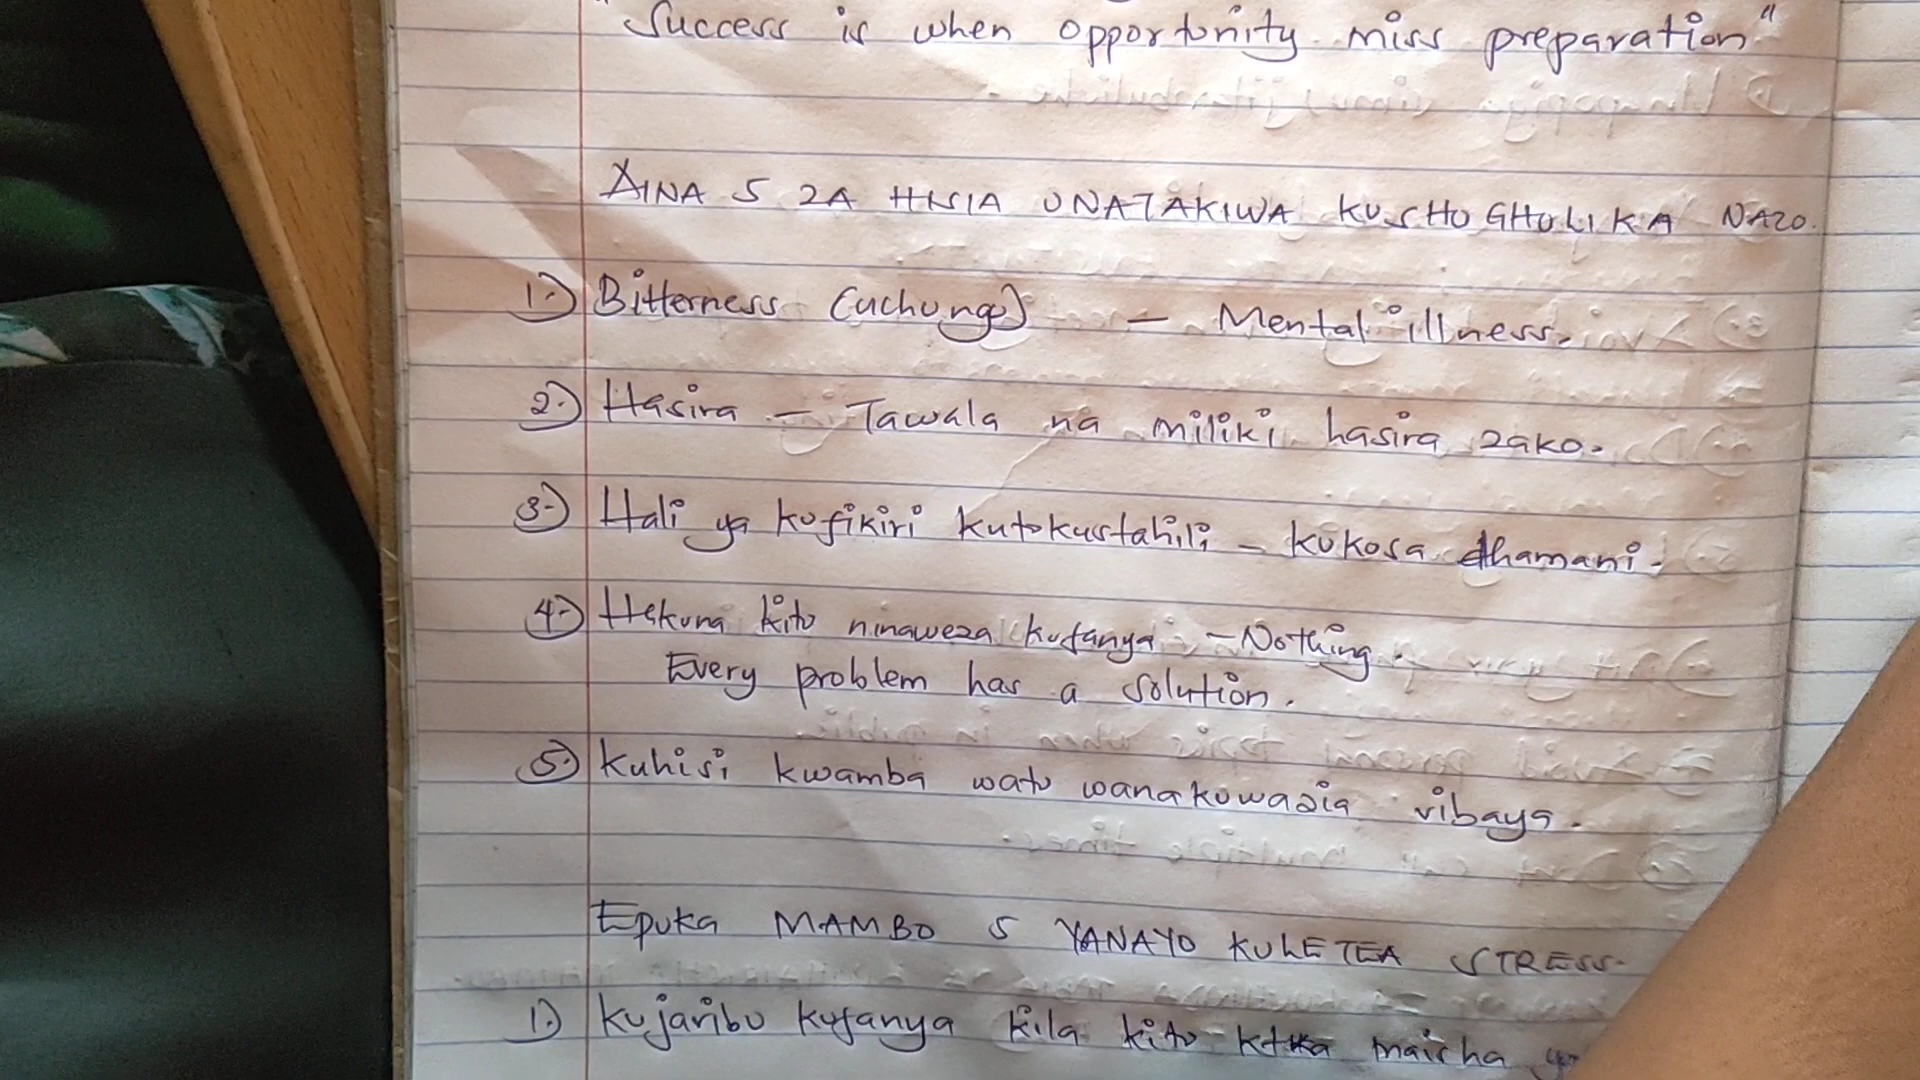 "Success is when opportunity miss preparation"
AINA 5 ZA HISIA UNATAKIWA KUSHUGHULIKA NAZO.
1.) Bitterness (uchungu) - Mental illness.
2.) Hasira - Tawala na miliki hasira zako.
3.) Hali ya kufikiri kutokustahili - kukosa dhamani.
4.) Hakuna kitu ninaweza kufanya - Nothing.
Every problem has a solution.
5.) Kuhisi kwamba watu wanakuwazia vibaya.
Epuka MAMBO 5 YANAYO KULETEA STRESS.
1.) Kujaribu kufanya kila kitu ktka maisha